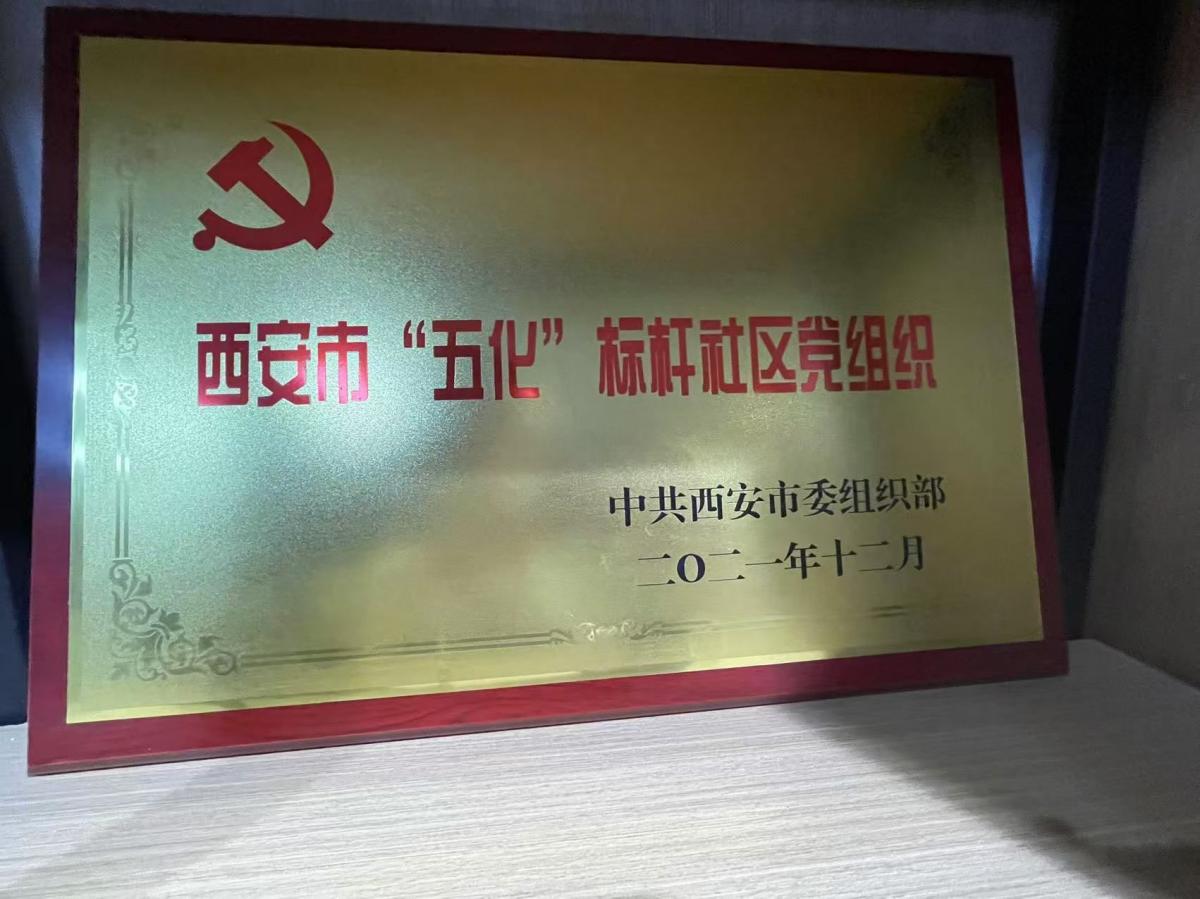 西安市“五化”标杆社区党组织
中共西安市委组织部
二〇二一年十二月